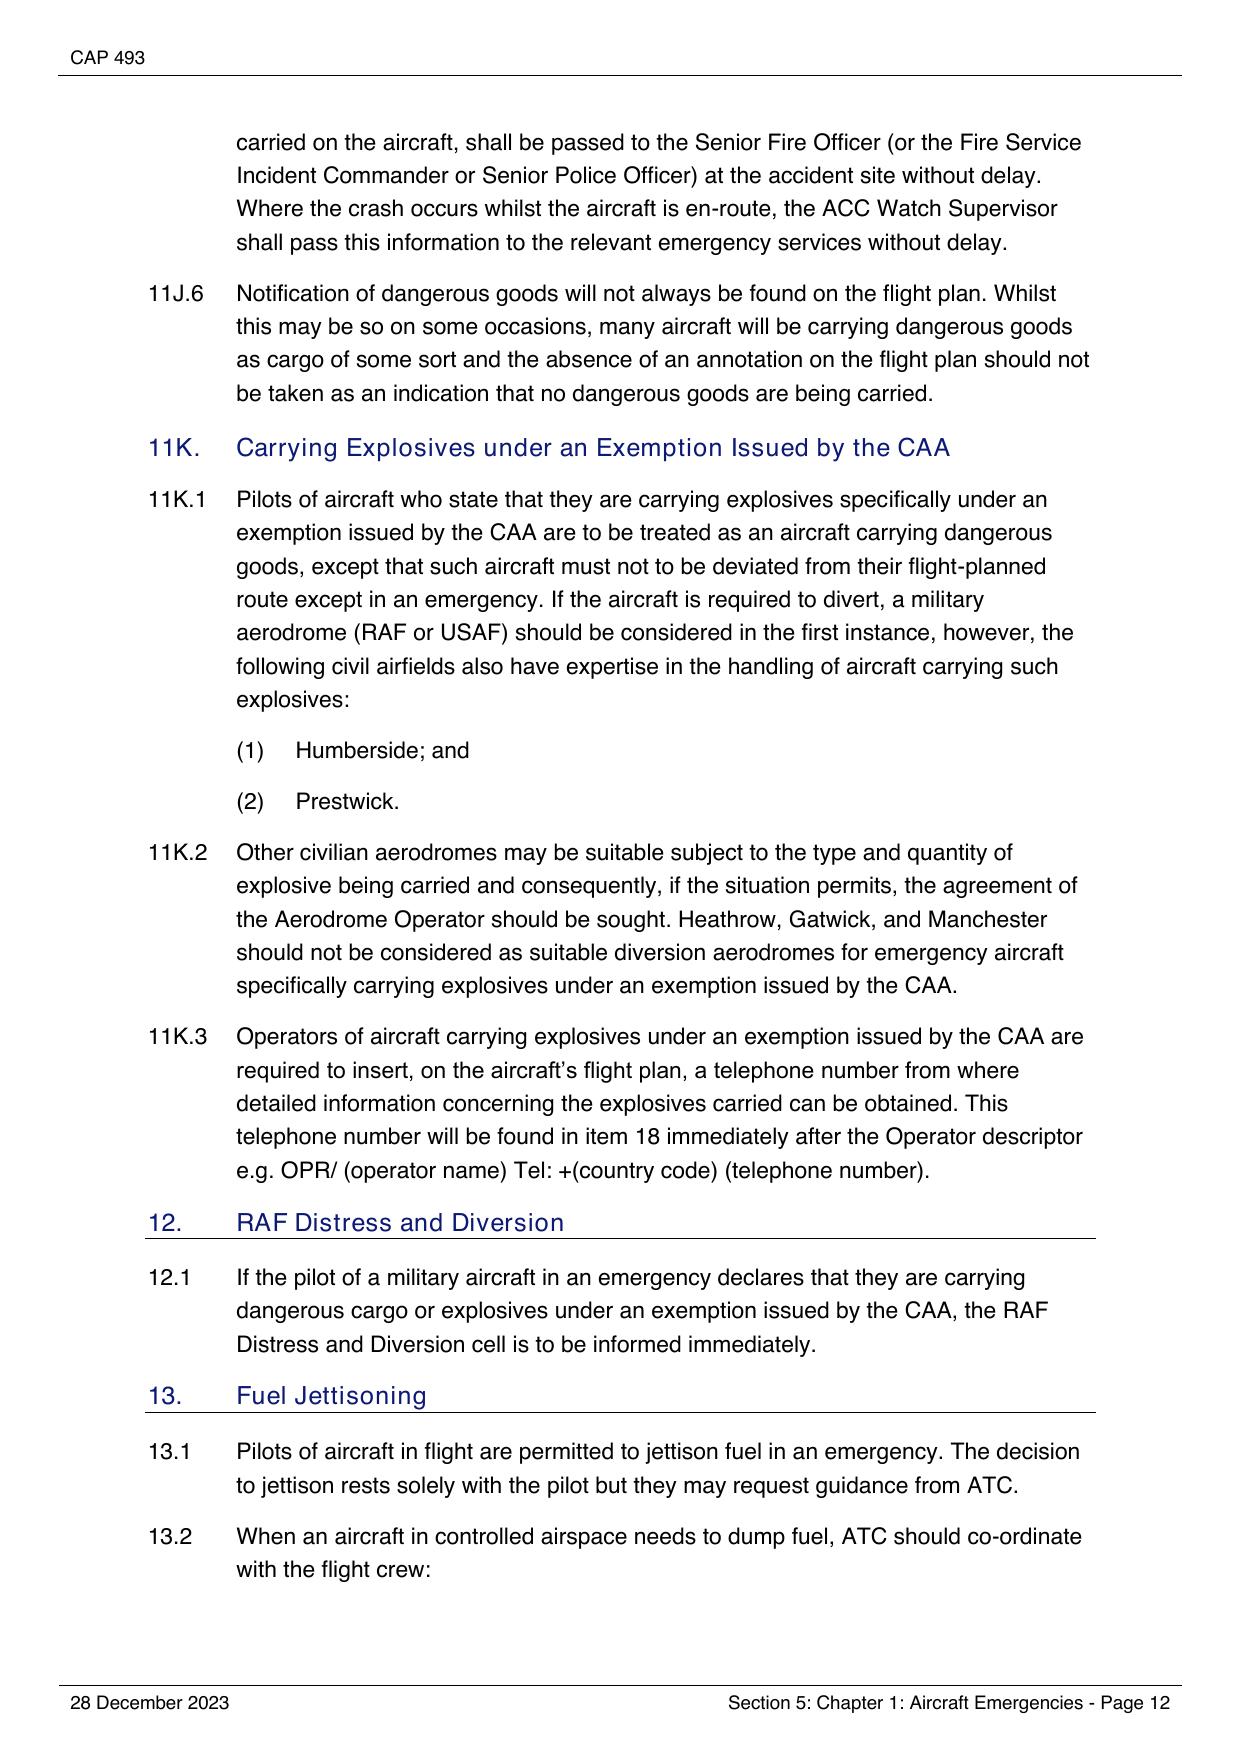 CAP 493
carried on the aircraft, shall be passed to the Senior Fire Officer (or the Fire Service
Incident Commander or Senior Police Officer) at the accident site without delay.
Where the crash occurs whilst the aircraft is en-route, the ACC Watch Supervisor
shall pass this information to the relevant emergency services without delay.
11J.6 Notification of dangerous goods will not always be found on the flight plan. Whilst
this may be so on some occasions, many aircraft will be carrying dangerous goods
as cargo of some sort and the absence of an annotation on the flight plan should not
be taken as an indication that no dangerous goods are being carried.
11K. Carrying Explosives under an Exemption Issued by the CAA
11K.1 Pilots of aircraft who state that they are carrying explosives specifically under an
exemption issued by the CAA are to be treated as an aircraft carrying dangerous
goods, except that such aircraft must not to be deviated from their flight-planned
route except in an emergency. If the aircraft is required to divert, a military
aerodrome (RAF or USAF) should be considered in the first instance, however, the
following civil airfields also have expertise in the handling of aircraft carrying such
explosives:
(1) Humberside; and
(2) Prestwick.
11K.2 Other civilian aerodromes may be suitable subject to the type and quantity of
explosive being carried and consequently, if the situation permits, the agreement of
the Aerodrome Operator should be sought. Heathrow, Gatwick, and Manchester
should not be considered as suitable diversion aerodromes for emergency aircraft
specifically carrying explosives under an exemption issued by the CAA.
11K.3 Operators of aircraft carrying explosives under an exemption issued by the CAA are
required to insert, on the aircraft’s flight plan, a telephone number from where
detailed information concerning the explosives carried can be obtained. This
telephone number will be found in item 18 immediately after the Operator descriptor
e.g. OPR/ (operator name) Tel: +(country code) (telephone number).
12. RAF Distress and Diversion
12.1 If the pilot of a military aircraft in an emergency declares that they are carrying
dangerous cargo or explosives under an exemption issued by the CAA, the RAF
Distress and Diversion cell is to be informed immediately.
13. Fuel Jettisoning
13.1 Pilots of aircraft in flight are permitted to jettison fuel in an emergency. The decision
to jettison rests solely with the pilot but they may request guidance from ATC.
13.2 When an aircraft in controlled airspace needs to dump fuel, ATC should co-ordinate
with the flight crew:
28 December 2023 Section 5: Chapter 1: Aircraft Emergencies - Page 12